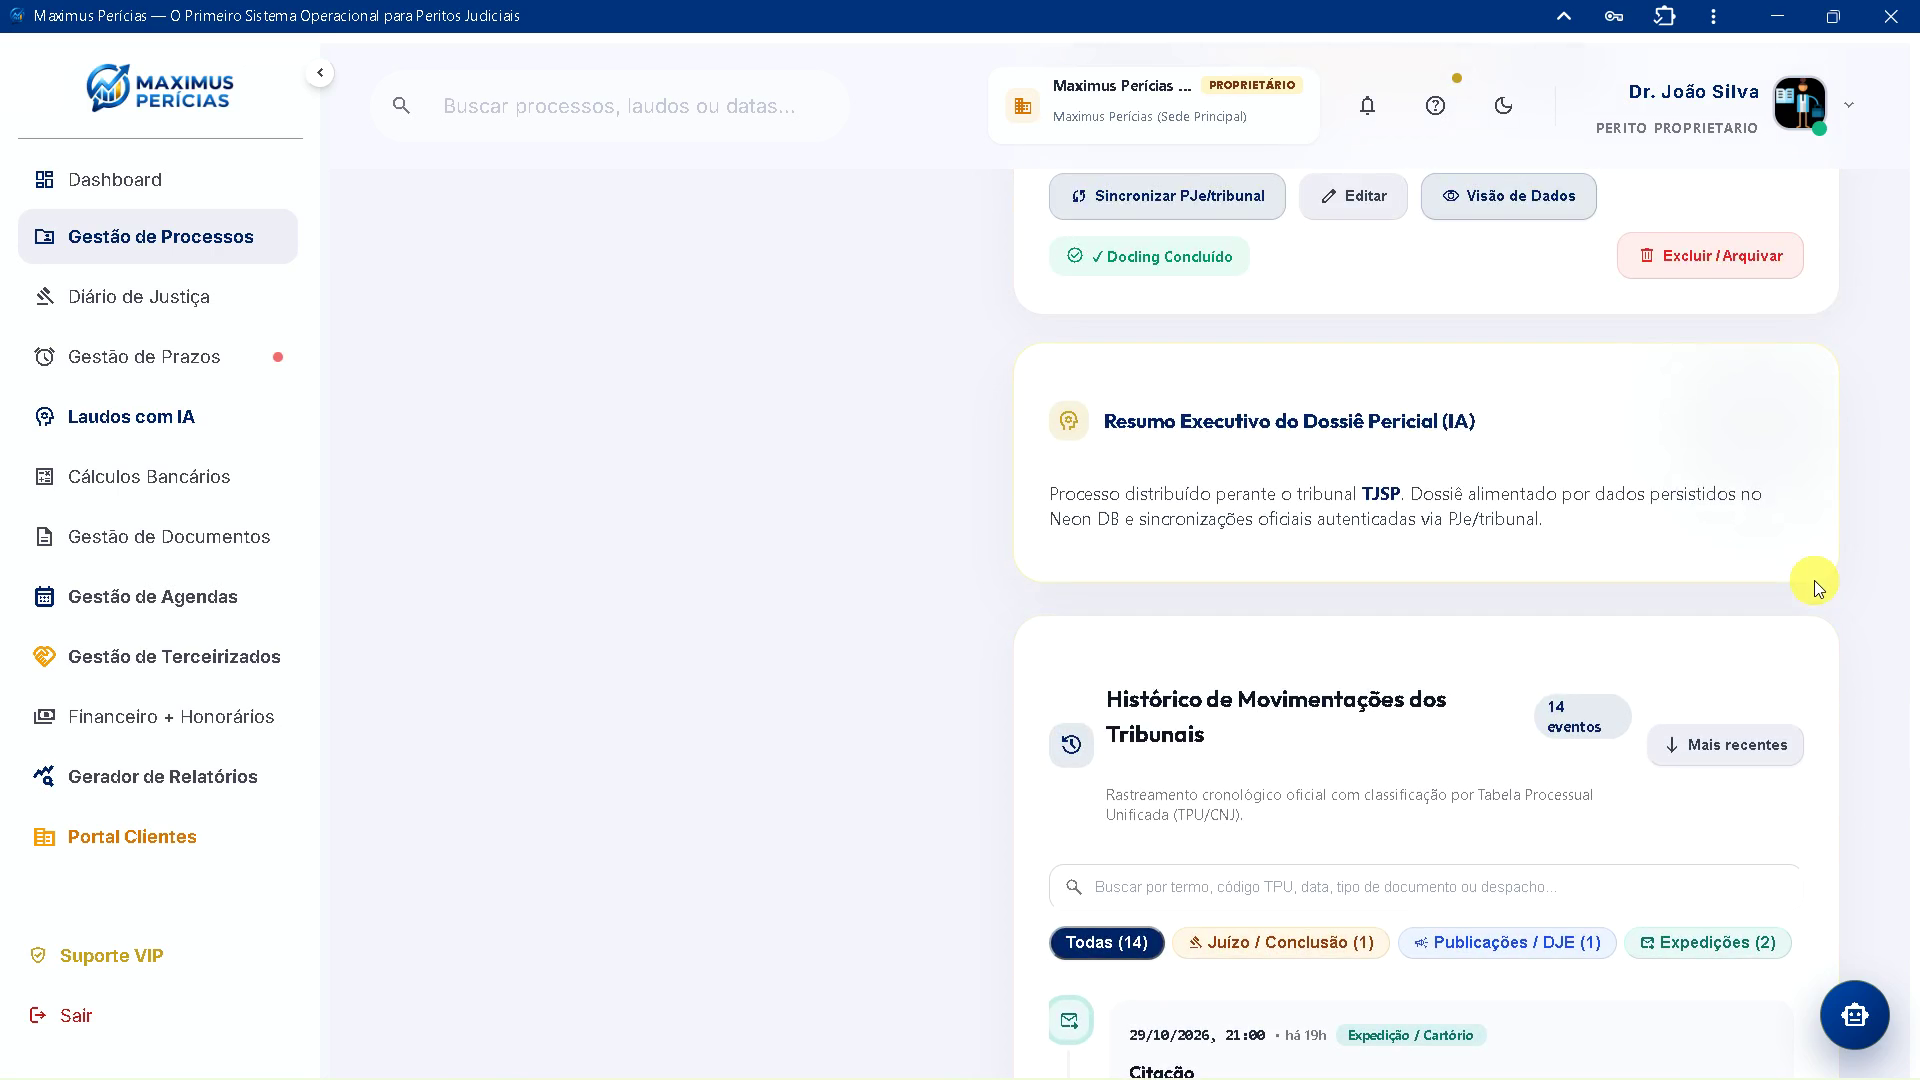 Maximus Perícias — O Primeiro Sistema Operacional para Peritos Judiciais
MAXIMUS
PERÍCIAS
Buscar processos, laudos ou datas...
Maximus Perícias ...
PROPRIETÁRIO
Maximus Perícias (Sede Principal)
Dr. João Silva
PERITO PROPRIETARIO
Dashboard
Gestão de Processos
Diário de Justiça
Gestão de Prazos
Laudos com IA
Cálculos Bancários
Gestão de Documentos
Gestão de Agendas
Gestão de Terceirizados
Financeiro + Honorários
Gerador de Relatórios
Portal Clientes
Suporte VIP
Sair
Sincronizar PJe/tribunal
Editar
Visão de Dados
✓ Docling Concluído
Excluir / Arquivar
Resumo Executivo do Dossiê Pericial (IA)
Processo distribuído perante o tribunal TJSP. Dossiê alimentado por dados persistidos no
Neon DB e sincronizações oficiais autenticadas via PJe/tribunal.
Histórico de Movimentações dos
Tribunais
14
eventos
Mais recentes
Rastreamento cronológico oficial com classificação por Tabela Processual
Unificada (TPU/CNJ).
Buscar por termo, código TPU, data, tipo de documento ou despacho...
Todas (14)
Juízo / Conclusão (1)
Publicações / DJE (1)
Expedições (2)
29/10/2026, 21:00 • há 19h
Expedição / Cartório
Citação